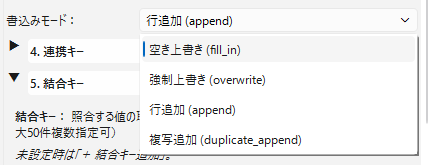 書込みモード：
行追加 (append)
空き上書き (fill_in)
強制上書き (overwrite)
行追加 (append)
複写追加 (duplicate_append)
▶ 4. 連携キー
▼ 5. 結合キー
結合キー： 照合する値の
大50件複数指定可）
未設定時は「+ 結合キー追加」。